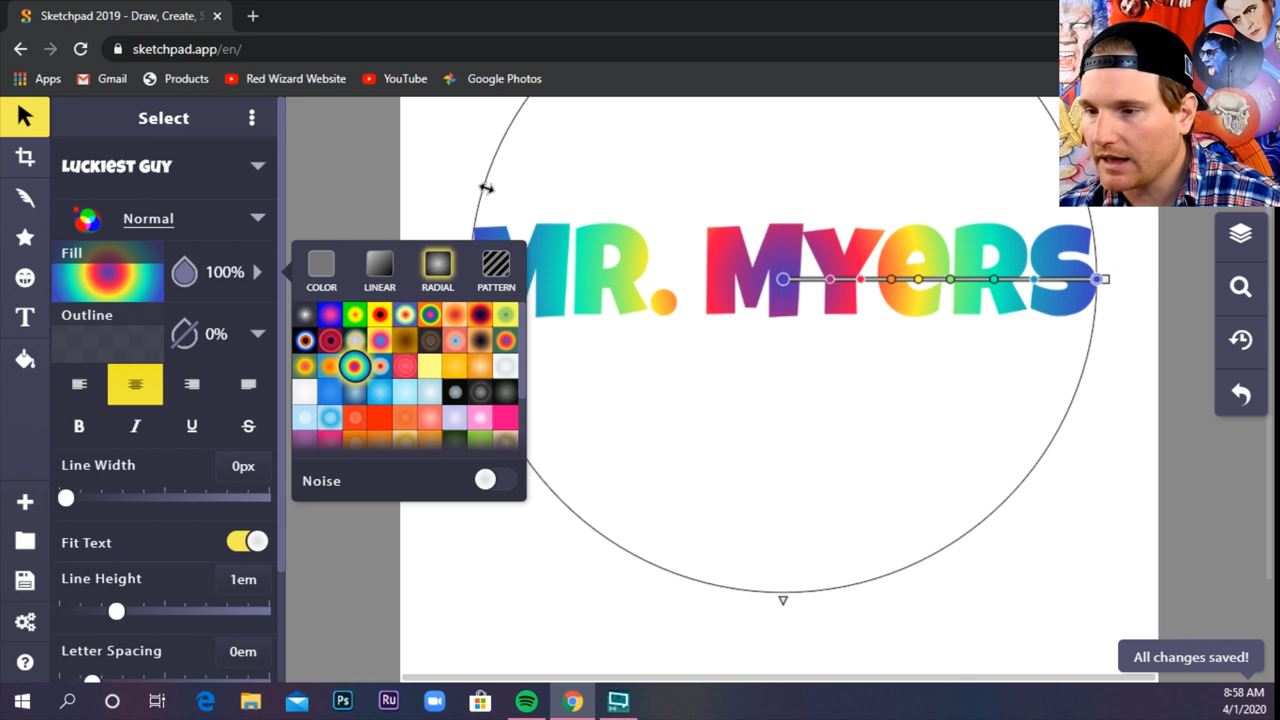 Sketchpad 2019 - Draw, Create, S
sketchpad.app/en/
Apps
Gmail
Products
Red Wizard Website
YouTube
Google Photos
Select
LUCKIEST GUY
Normal
Fill
100%
Outline
0%
B I U S
Line Width
0px
Fit Text
Line Height
1em
Letter Spacing
0em
COLOR
LINEAR
RADIAL
PATTERN
Noise
MR. MYERS
T
?
All changes saved!
Ps
Ru
8:58 AM
4/1/2020